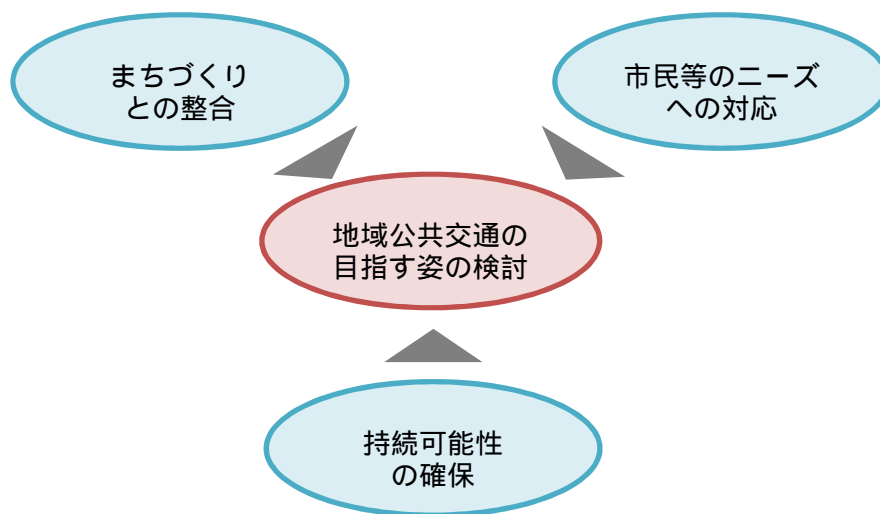 まちづくり
との整合
市民等のニーズ
への対応
地域公共交通の
目指す姿の検討
持続可能性
の確保